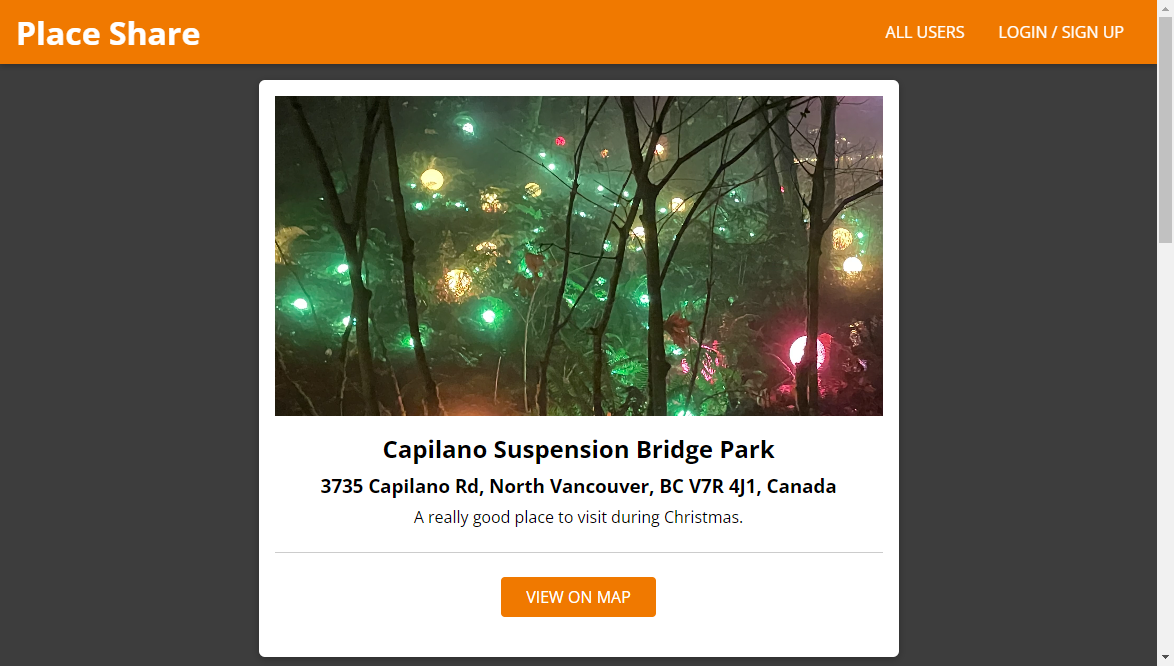 Place Share
ALL USERS
LOGIN / SIGN UP
Capilano Suspension Bridge Park
3735 Capilano Rd, North Vancouver, BC V7R 4J1, Canada
A really good place to visit during Christmas.
VIEW ON MAP